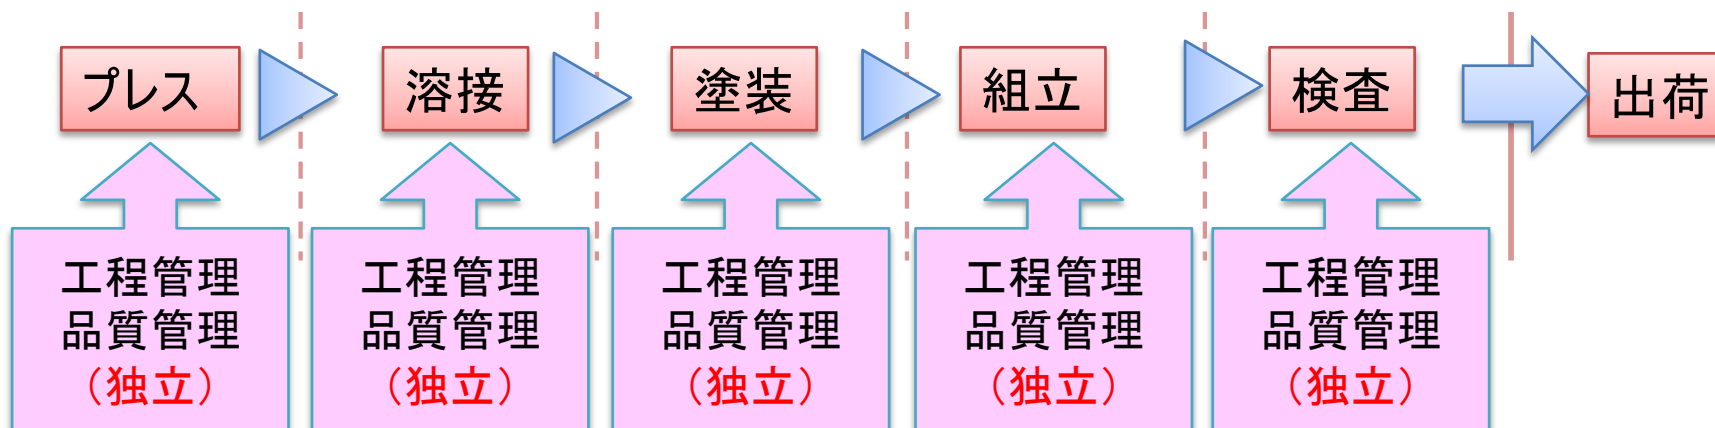 プレス
溶接
塗装
組立
検査
出荷
工程管理
品質管理
（独立）
工程管理
品質管理
（独立）
工程管理
品質管理
（独立）
工程管理
品質管理
（独立）
工程管理
品質管理
（独立）